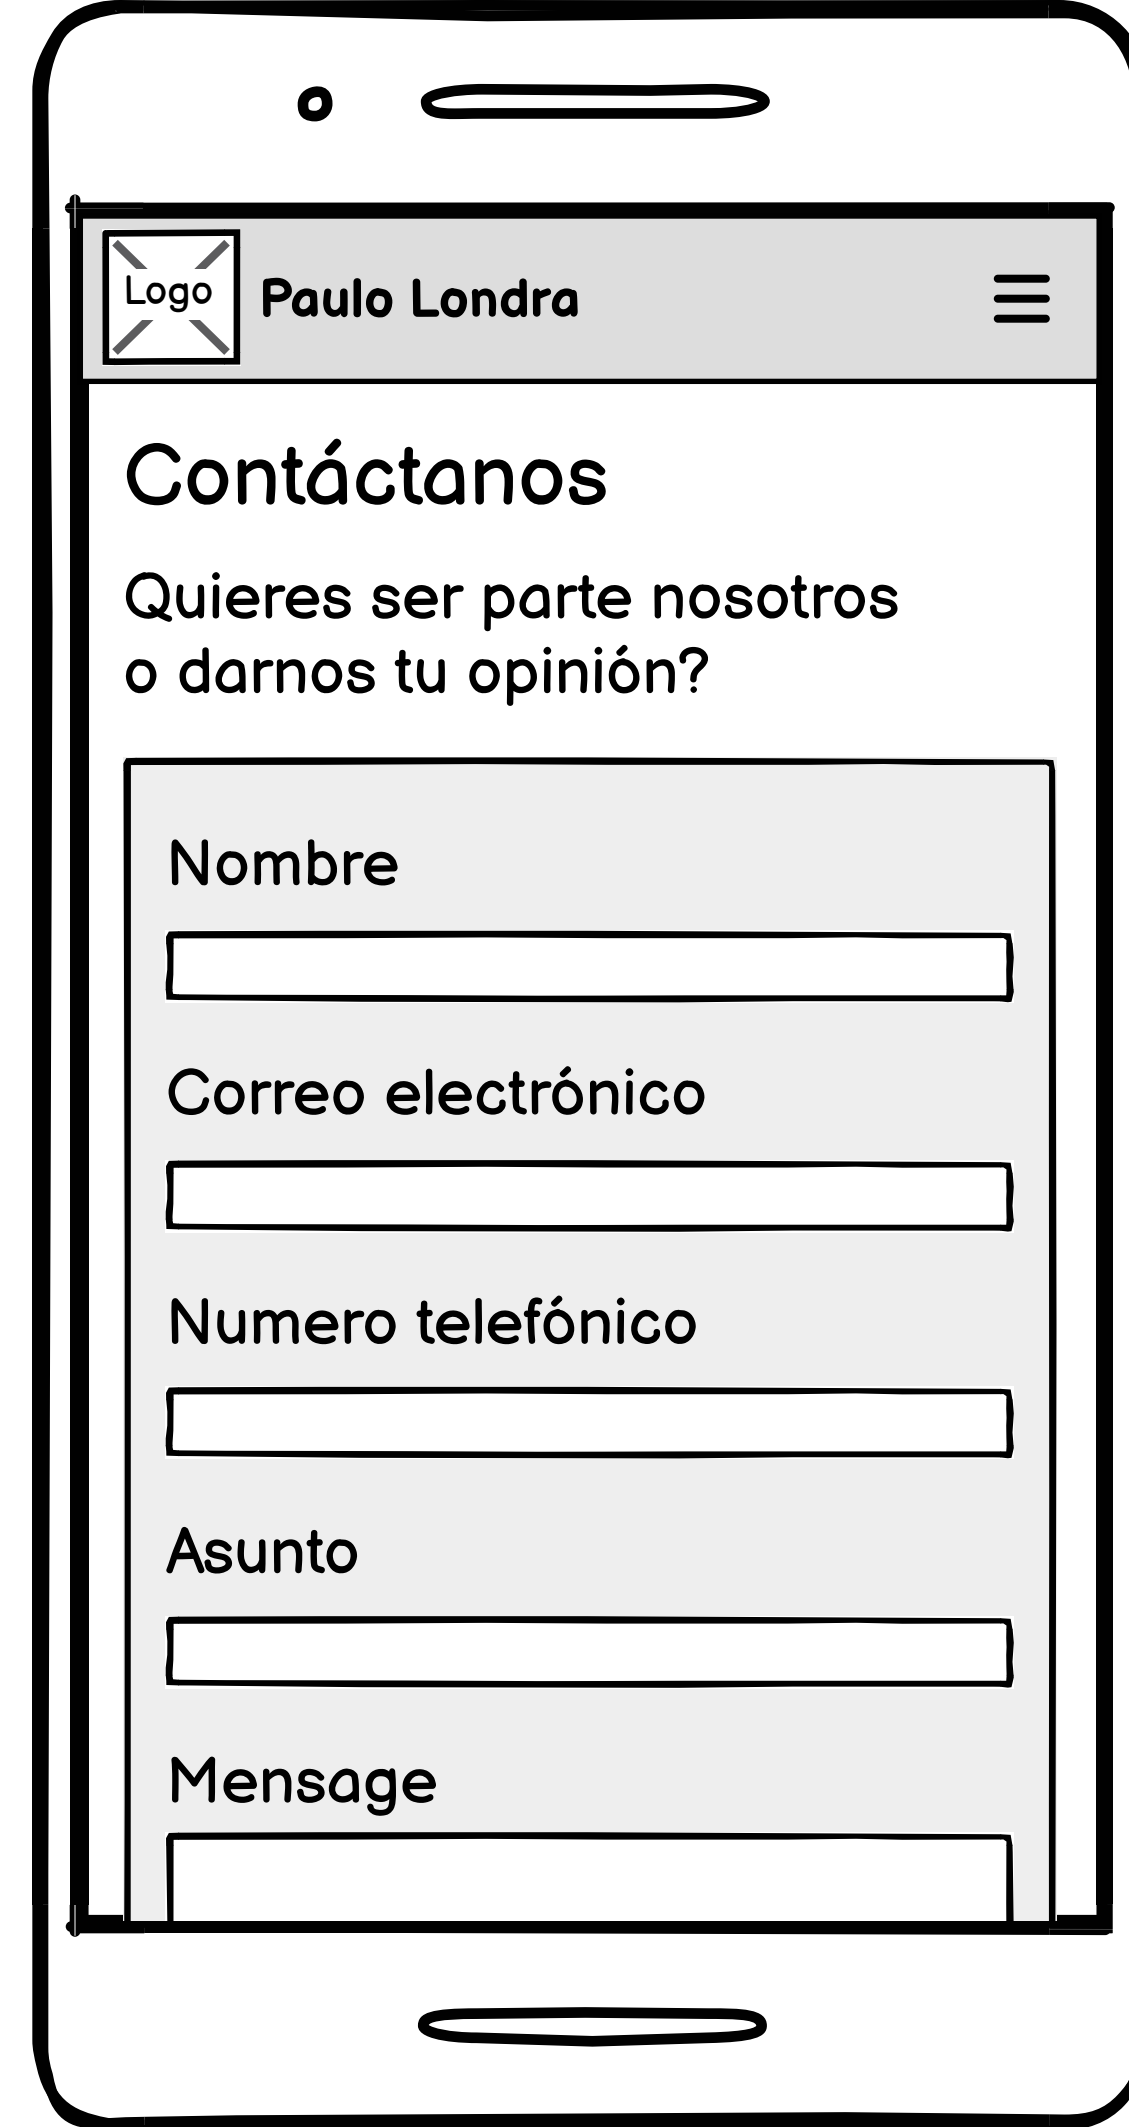 Logo
Paulo Londra
Contáctanos
Quieres ser parte nosotros
o darnos tu opinión?
Nombre
Correo electrónico
Numero telefónico
Asunto
Mensage